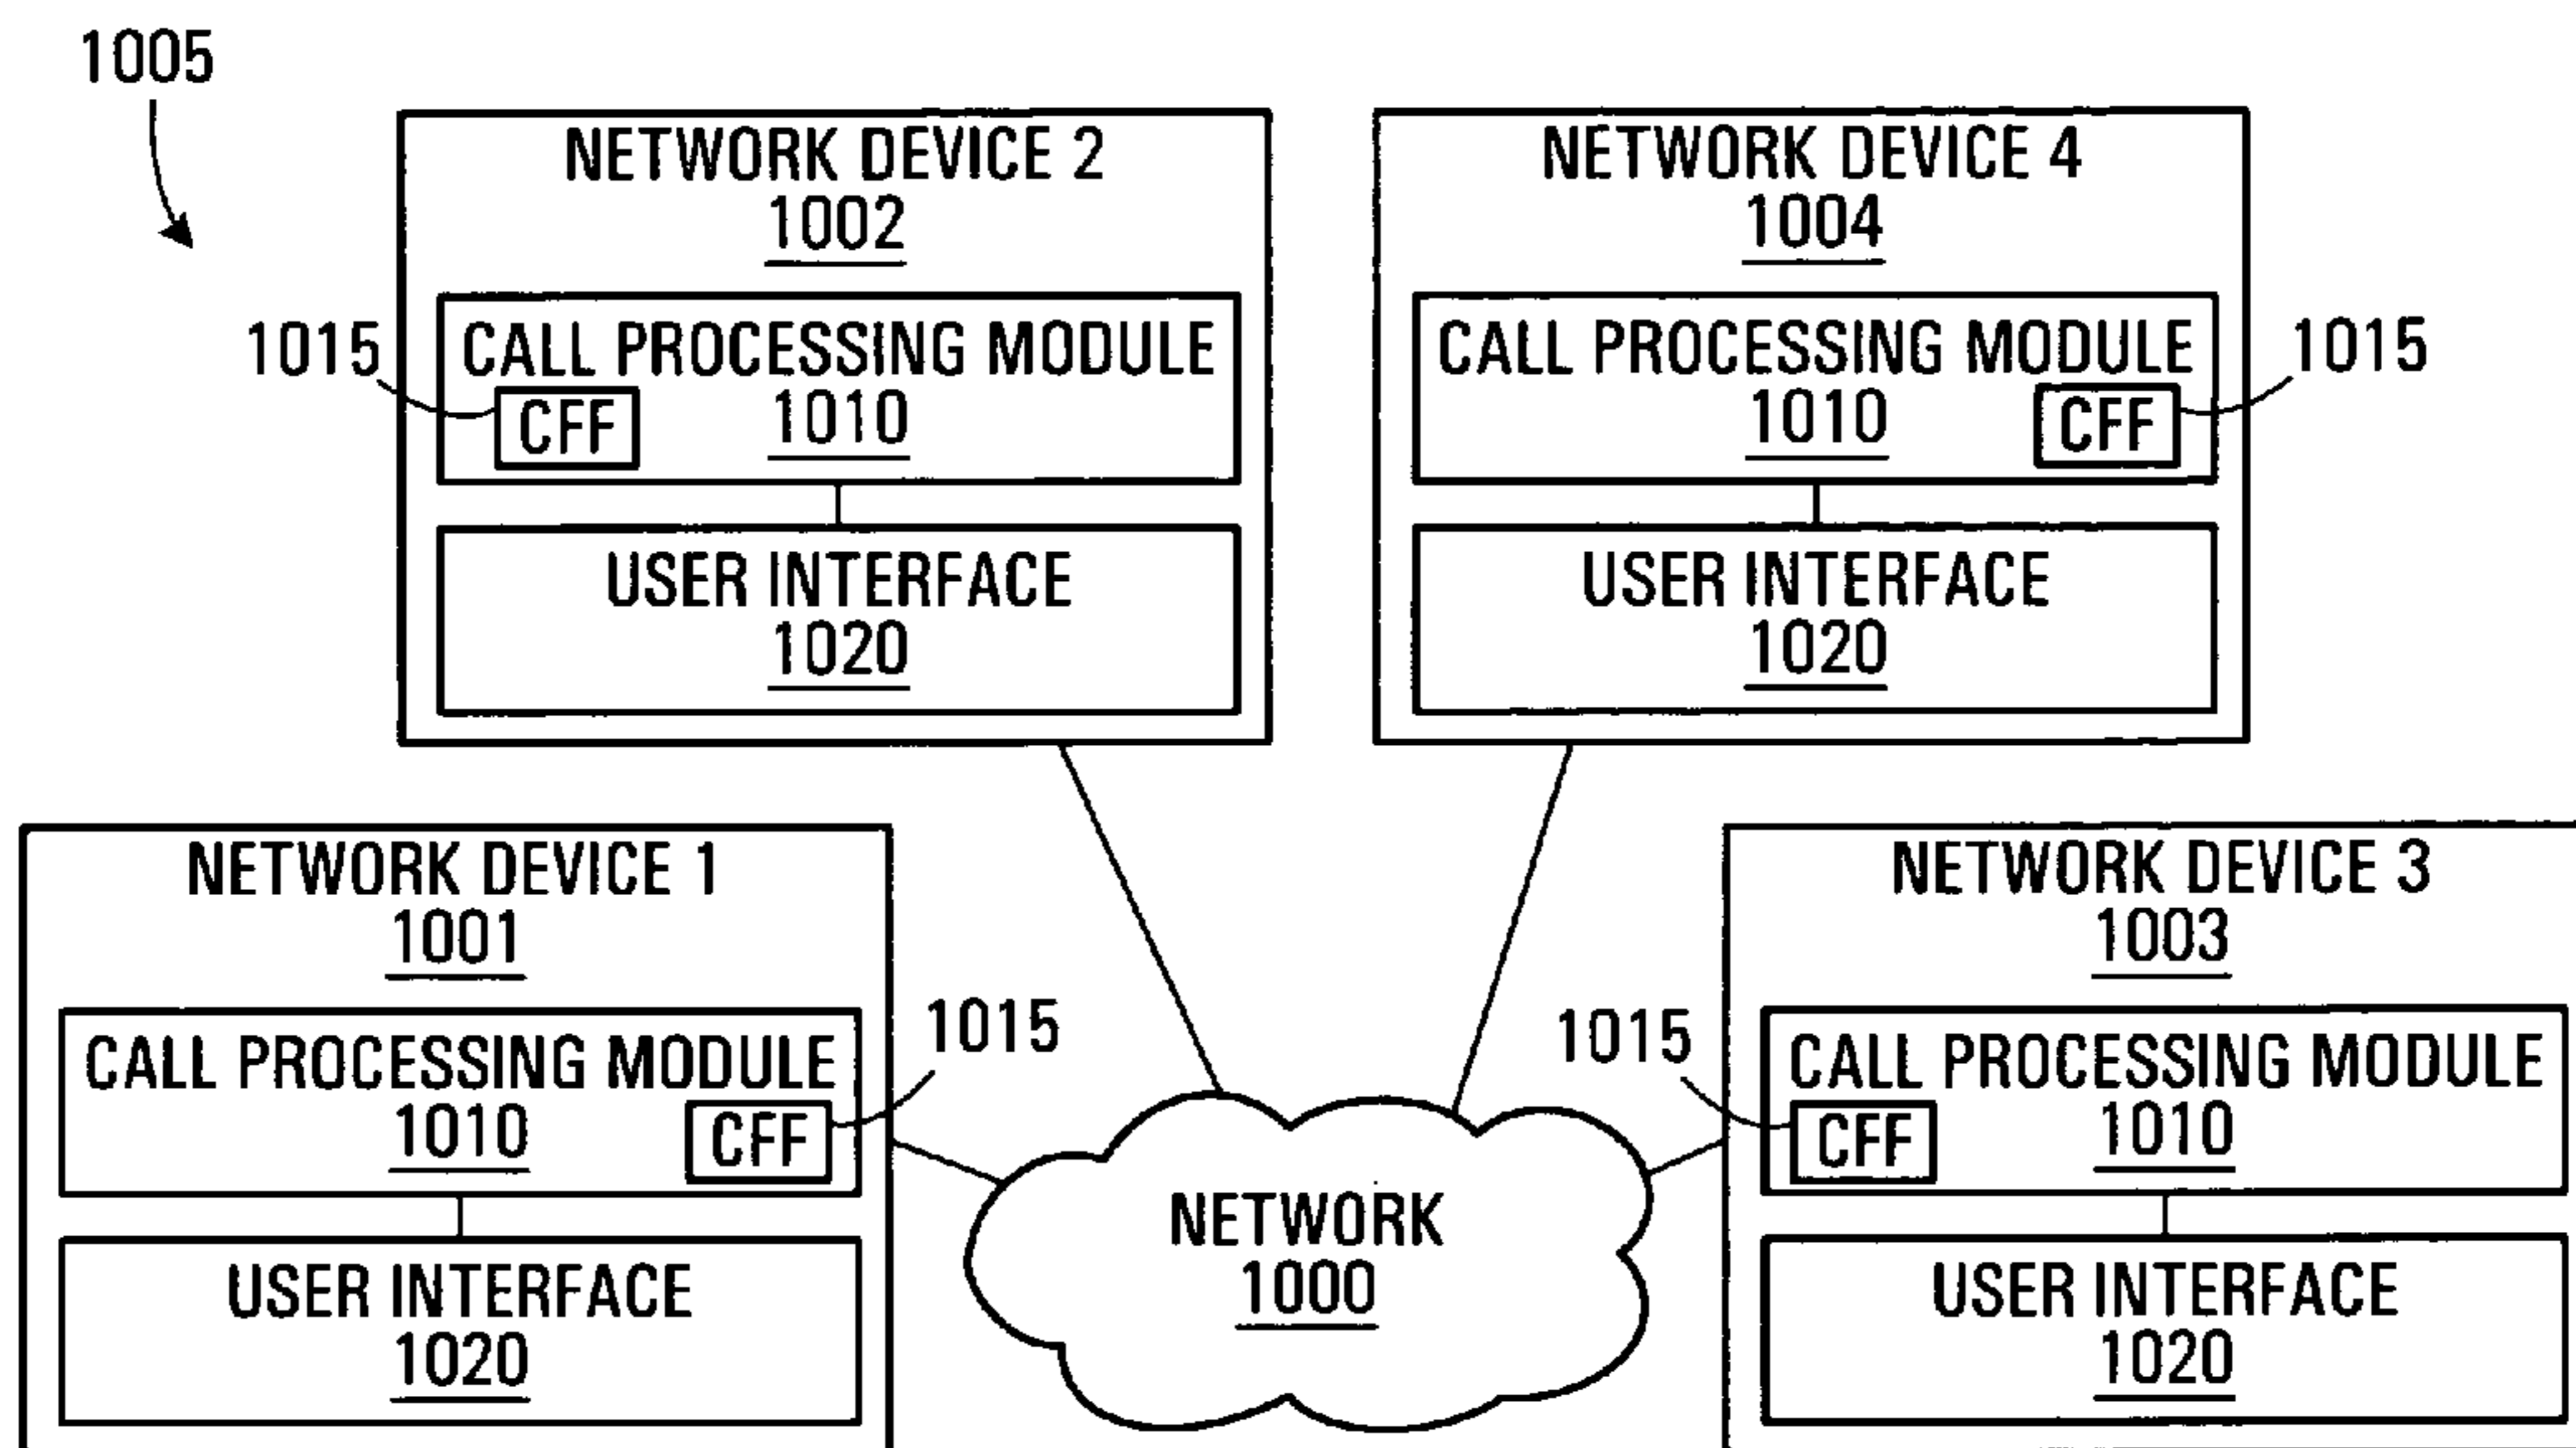 1005
NETWORK DEVICE 2
1002
1015
CALL PROCESSING MODULE
CFF
1010
USER INTERFACE
1020
NETWORK DEVICE 4
1004
CALL PROCESSING MODULE
1015
1010
CFF
USER INTERFACE
1020
NETWORK DEVICE 1
1001
1015
CALL PROCESSING MODULE
1010
CFF
USER INTERFACE
1020
NETWORK
1000
NETWORK DEVICE 3
1003
1015
CALL PROCESSING MODULE
CFF
1010
USER INTERFACE
1020